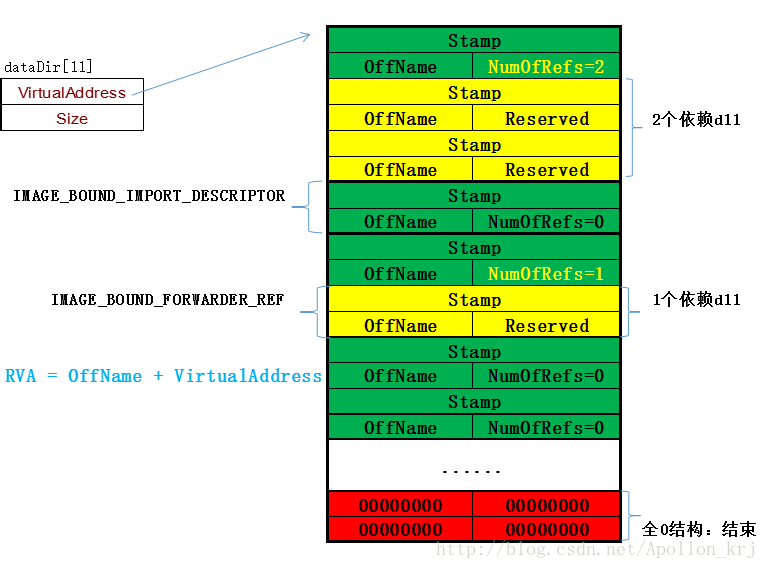 Stamp
OffName NumOfRefs=2
dataDir[11]
VirtualAddress
Size
Stamp
OffName Reserved
Stamp
OffName Reserved
2个依赖dll
IMAGE_BOUND_IMPORT_DESCRIPTOR
Stamp
OffName NumOfRefs=0
Stamp
OffName NumOfRefs=1
IMAGE_BOUND_FORWARDER_REF
Stamp
OffName Reserved
1个依赖dll
Stamp
RVA = OffName + VirtualAddress
OffName NumOfRefs=0
Stamp
OffName NumOfRefs=0
......
00000000 00000000
00000000 00000000
全0结构：结束
http://blog.csdn.net/Apollon_krj